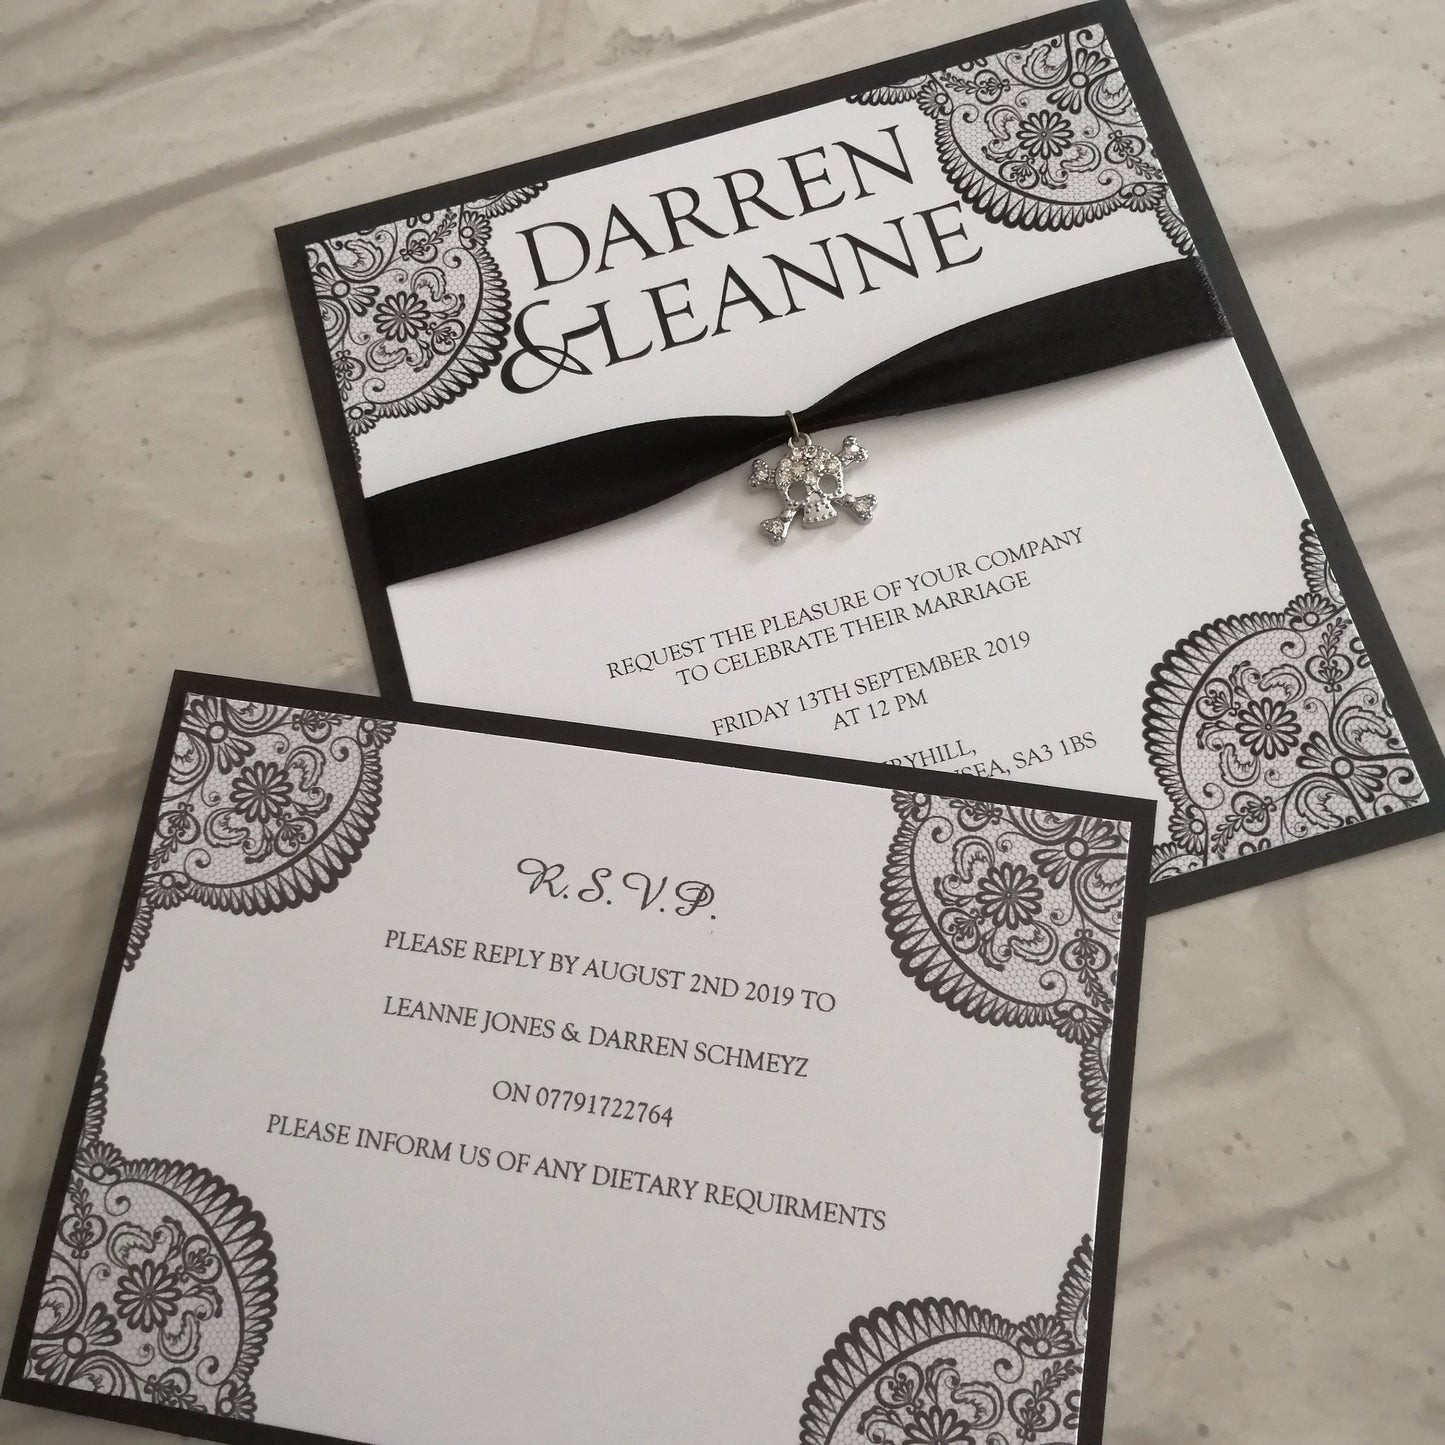 DARREN
& LEANNE
REQUEST THE PLEASURE OF YOUR COMPANY
TO CELEBRATE THEIR MARRIAGE
FRIDAY 13TH SEPTEMBER 2019
AT 12 PM
SA3 1BS
R.S.V.P.
PLEASE REPLY BY AUGUST 2ND 2019 TO
LEANNE JONES & DARREN SCHMEYZ
ON 07791722764
PLEASE INFORM US OF ANY DIETARY REQUIRMENTS